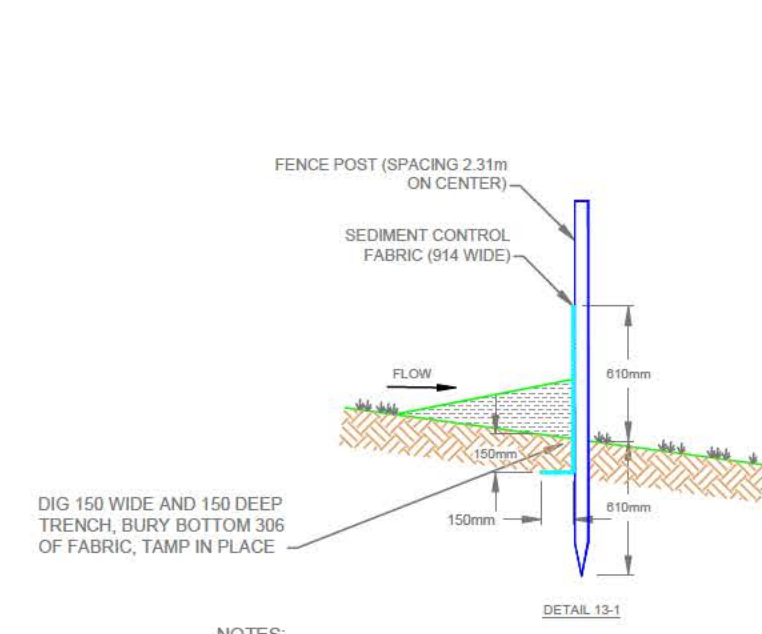 FENCE POST (SPACING 2.31m
ON CENTER)
SEDIMENT CONTROL
FABRIC (914 WIDE)
FLOW
610mm
150mm
DIG 150 WIDE AND 150 DEEP
TRENCH, BURY BOTTOM 306
OF FABRIC, TAMP IN PLACE
150mm
610mm
DETAIL 13-1
NOTES: